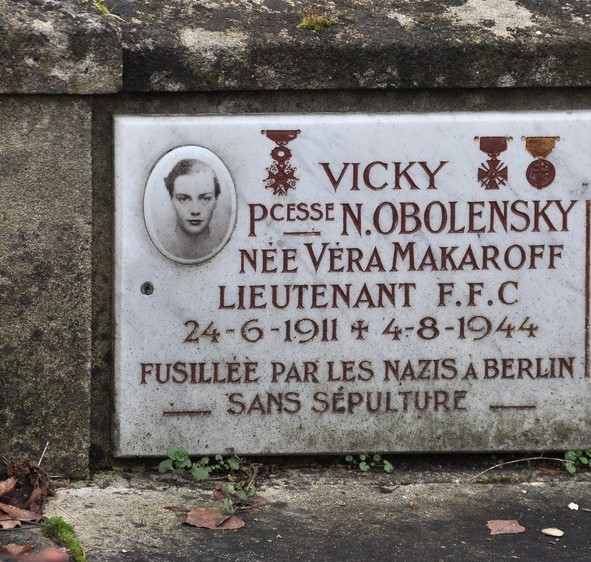 VICKY
PCESSE N.OBOLENSKY
NÉE VÉRA MAKAROFF
LIEUTENANT F.F.C
24-6-1911 ✝ 4-8-1944
FUSILLÉE PAR LES NAZIS A BERLIN
SANS SÉPULTURE